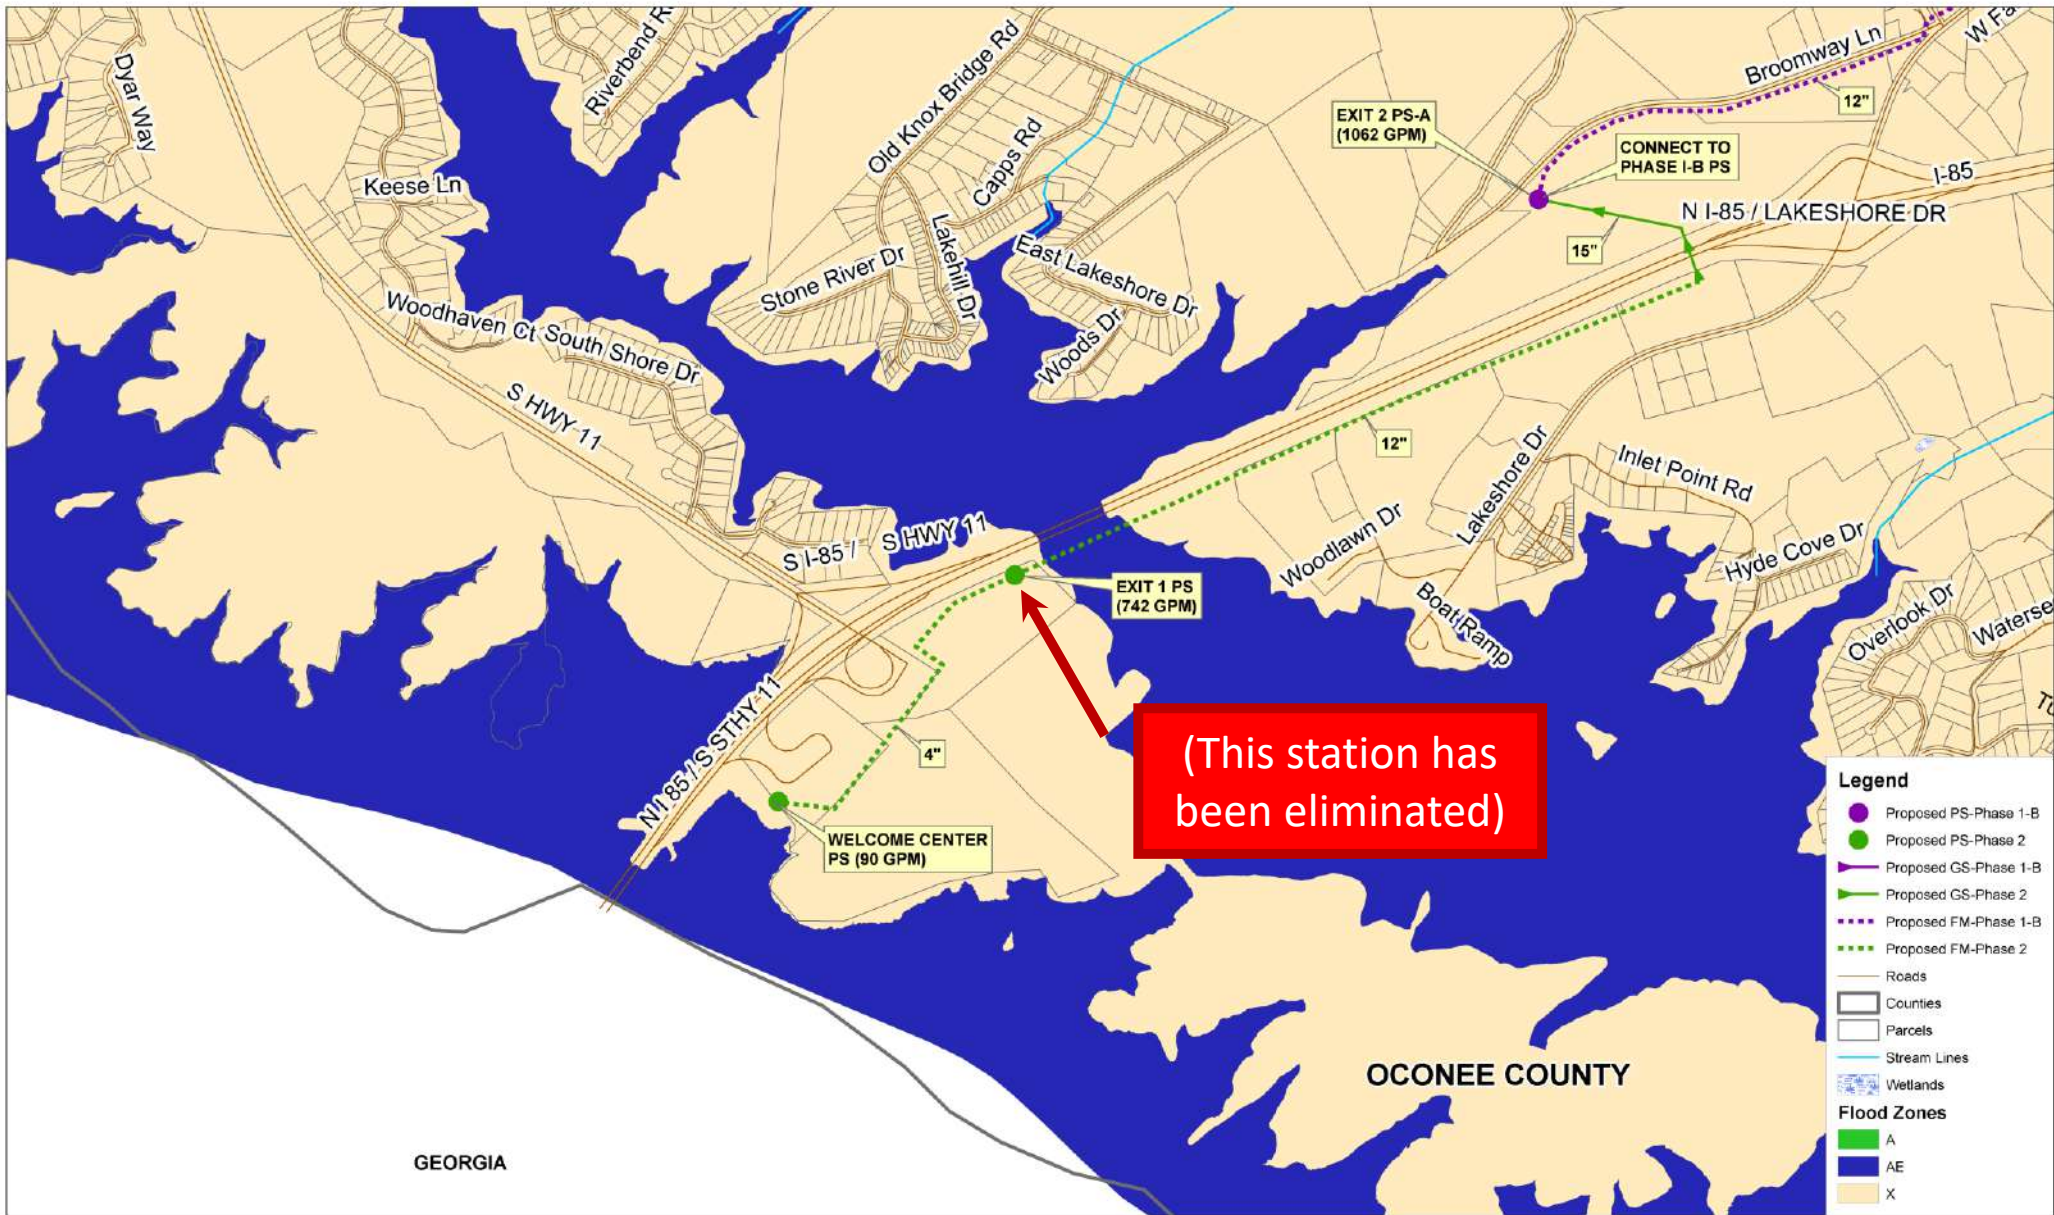 Dyar Way
Riverbend Rd
Keese Ln
Old Knox Bridge Rd
Capps Rd
Lakehill Dr
Stone River Dr
East Lakeshore Dr
Woods Dr
Woodhaven Ct
South Shore Dr
S HWY 11
S I-85 /
S HWY 11
N I 85 / S STHY 11
EXIT 2 PS-A
(1062 GPM)
CONNECT TO
PHASE I-B PS
Broomway Ln
12"
I-85
N I-85 / LAKESHORE DR
15"
12"
EXIT 1 PS
(742 GPM)
Lakeshore Dr
Inlet Point Rd
Woodlawn Dr
Boat Ramp
Hyde Cove Dr
Overlook Dr
4"
WELCOME CENTER
PS (90 GPM)
(This station has
been eliminated)
OCONEE COUNTY
GEORGIA
Legend
Proposed PS-Phase 1-B
Proposed PS-Phase 2
Proposed GS-Phase 1-B
Proposed GS-Phase 2
Proposed FM-Phase 1-B
Proposed FM-Phase 2
Roads
Counties
Parcels
Stream Lines
Wetlands
Flood Zones
A
AE
X